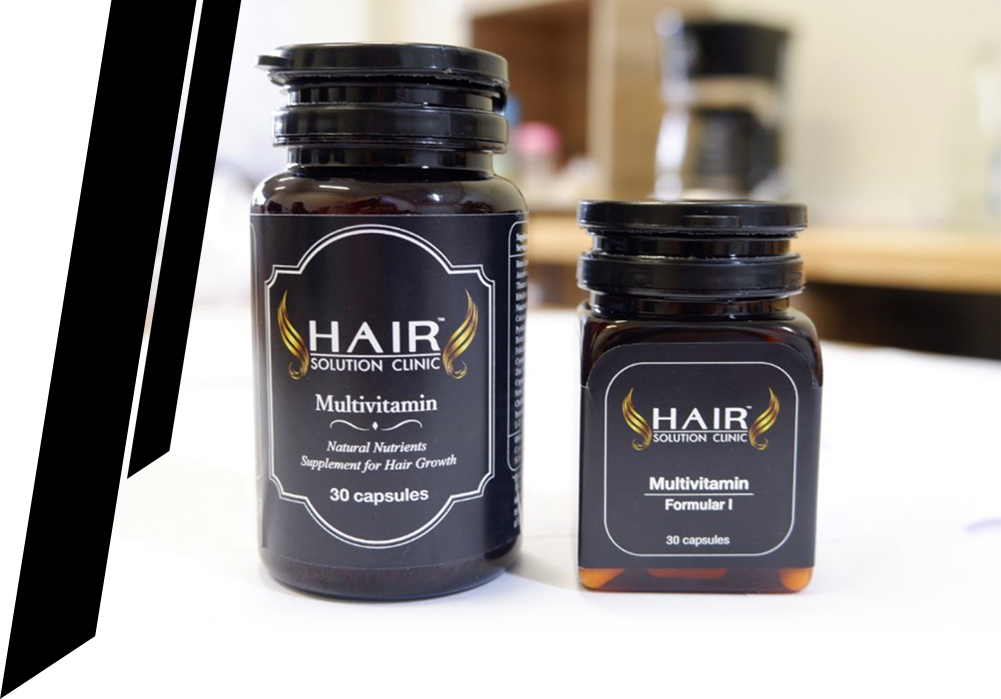 HAIR™
SOLUTION CLINIC
Multivitamin
Natural Nutrients
Supplement for Hair Growth
30 capsules
HAIR™
SOLUTION CLINIC
Multivitamin
Formular I
30 capsules